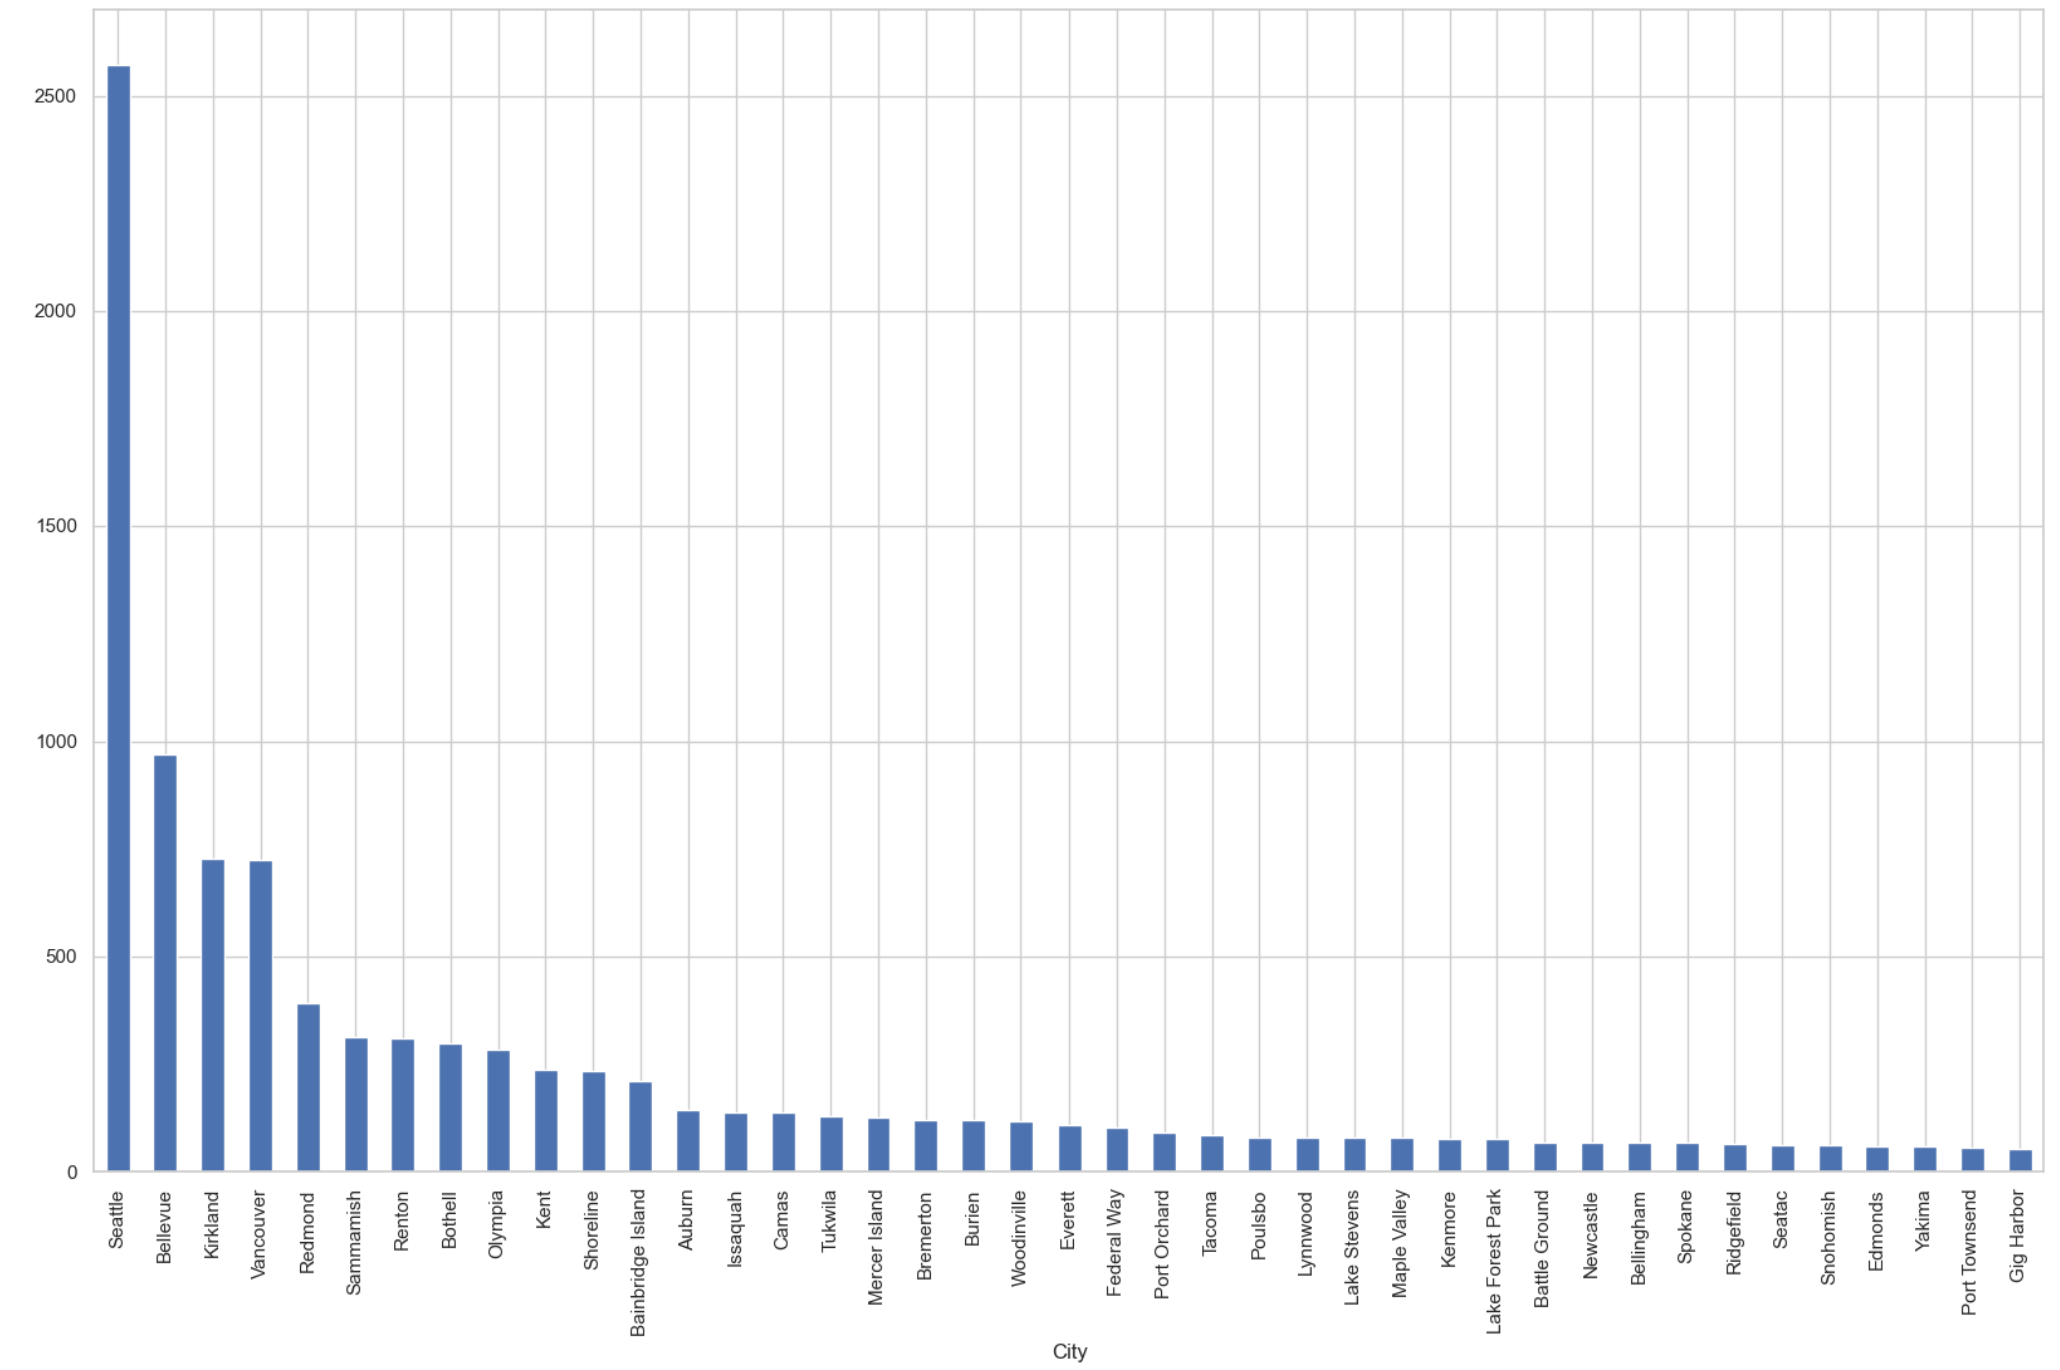 2500
2000
1500
1000
500
0
Seattle
Bellevue
Kirkland
Vancouver
Redmond
Sammamish
Renton
Bothell
Olympia
Kent
Shoreline
Bainbridge Island
Auburn
Issaquah
Camas
Tukwila
Mercer Island
Bremerton
Burien
Woodinville
Everett
Federal Way
Port Orchard
Tacoma
Poulsbo
Lynnwood
Lake Stevens
Maple Valley
Kenmore
Lake Forest Park
Battle Ground
Newcastle
Bellingham
Spokane
Ridgefield
Seatac
Snohomish
Edmonds
Yakima
Port Townsend
Gig Harbor
City